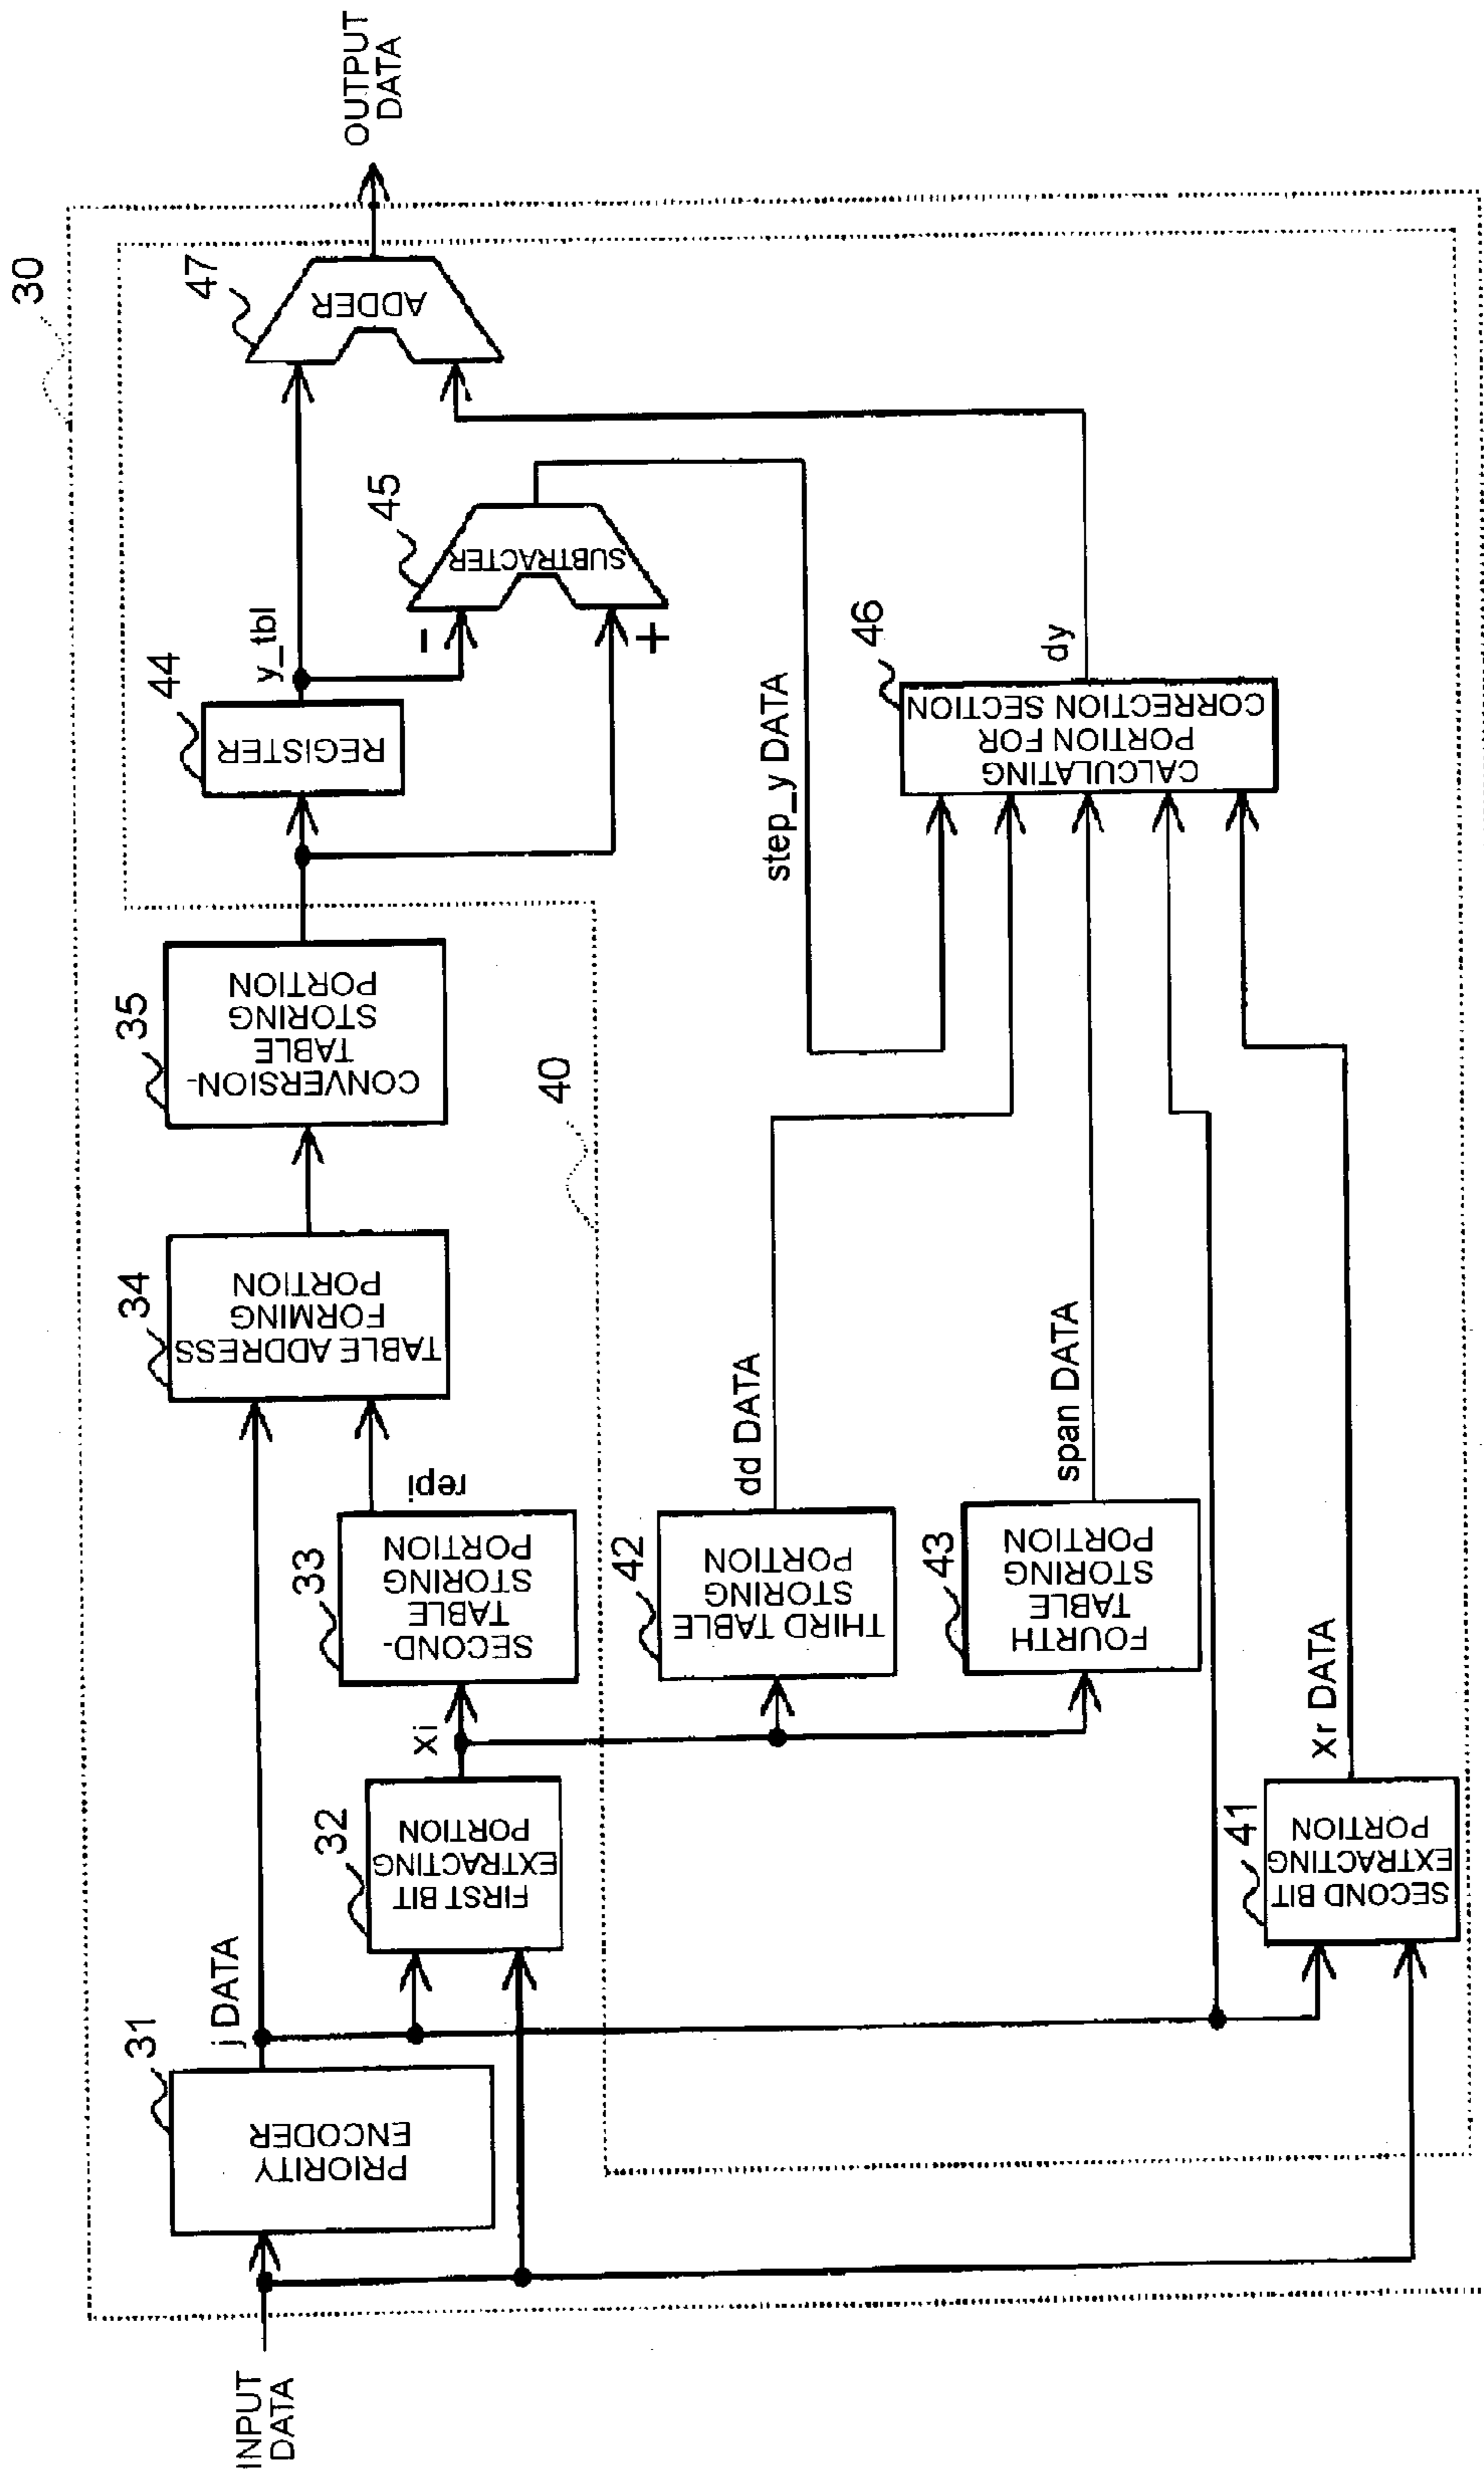 30
INPUT
DATA
31
PRIORITY
ENCODER
j DATA
32
FIRST BIT
EXTRACTING
PORTION
xi
33
SECOND-
TABLE
STORING
PORTION
repi
34
TABLE ADDRESS
FORMING
PORTION
35
CONVERSION-
TABLE
STORING
PORTION
44
REGISTER
y_tbl
-
+
45
SUBTRACTER
47
ADDER
OUTPUT
DATA
40
42
THIRD TABLE
STORING
PORTION
dd DATA
43
FOURTH
TABLE
STORING
PORTION
span DATA
step_y DATA
46
CALCULATING
PORTION FOR
CORRECTION SECTION
dy
41
SECOND BIT
EXTRACTING
PORTION
xr DATA